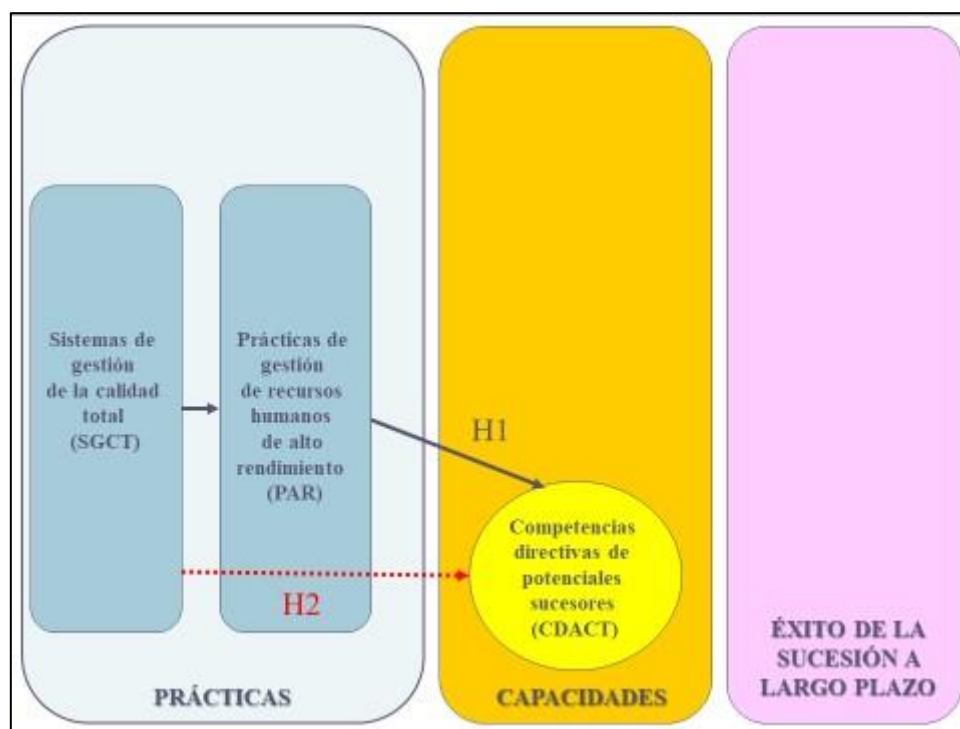 Sistemas de
gestión
de la calidad
total
(SGCT)
Prácticas de
gestión
de recursos
humanos
de alto
rendimiento
(PAR)
H1
H2
Competencias
directivas de
potenciales
sucesores
(CDACT)
PRÁCTICAS
CAPACIDADES
ÉXITO DE LA
SUCESIÓN A
LARGO PLAZO